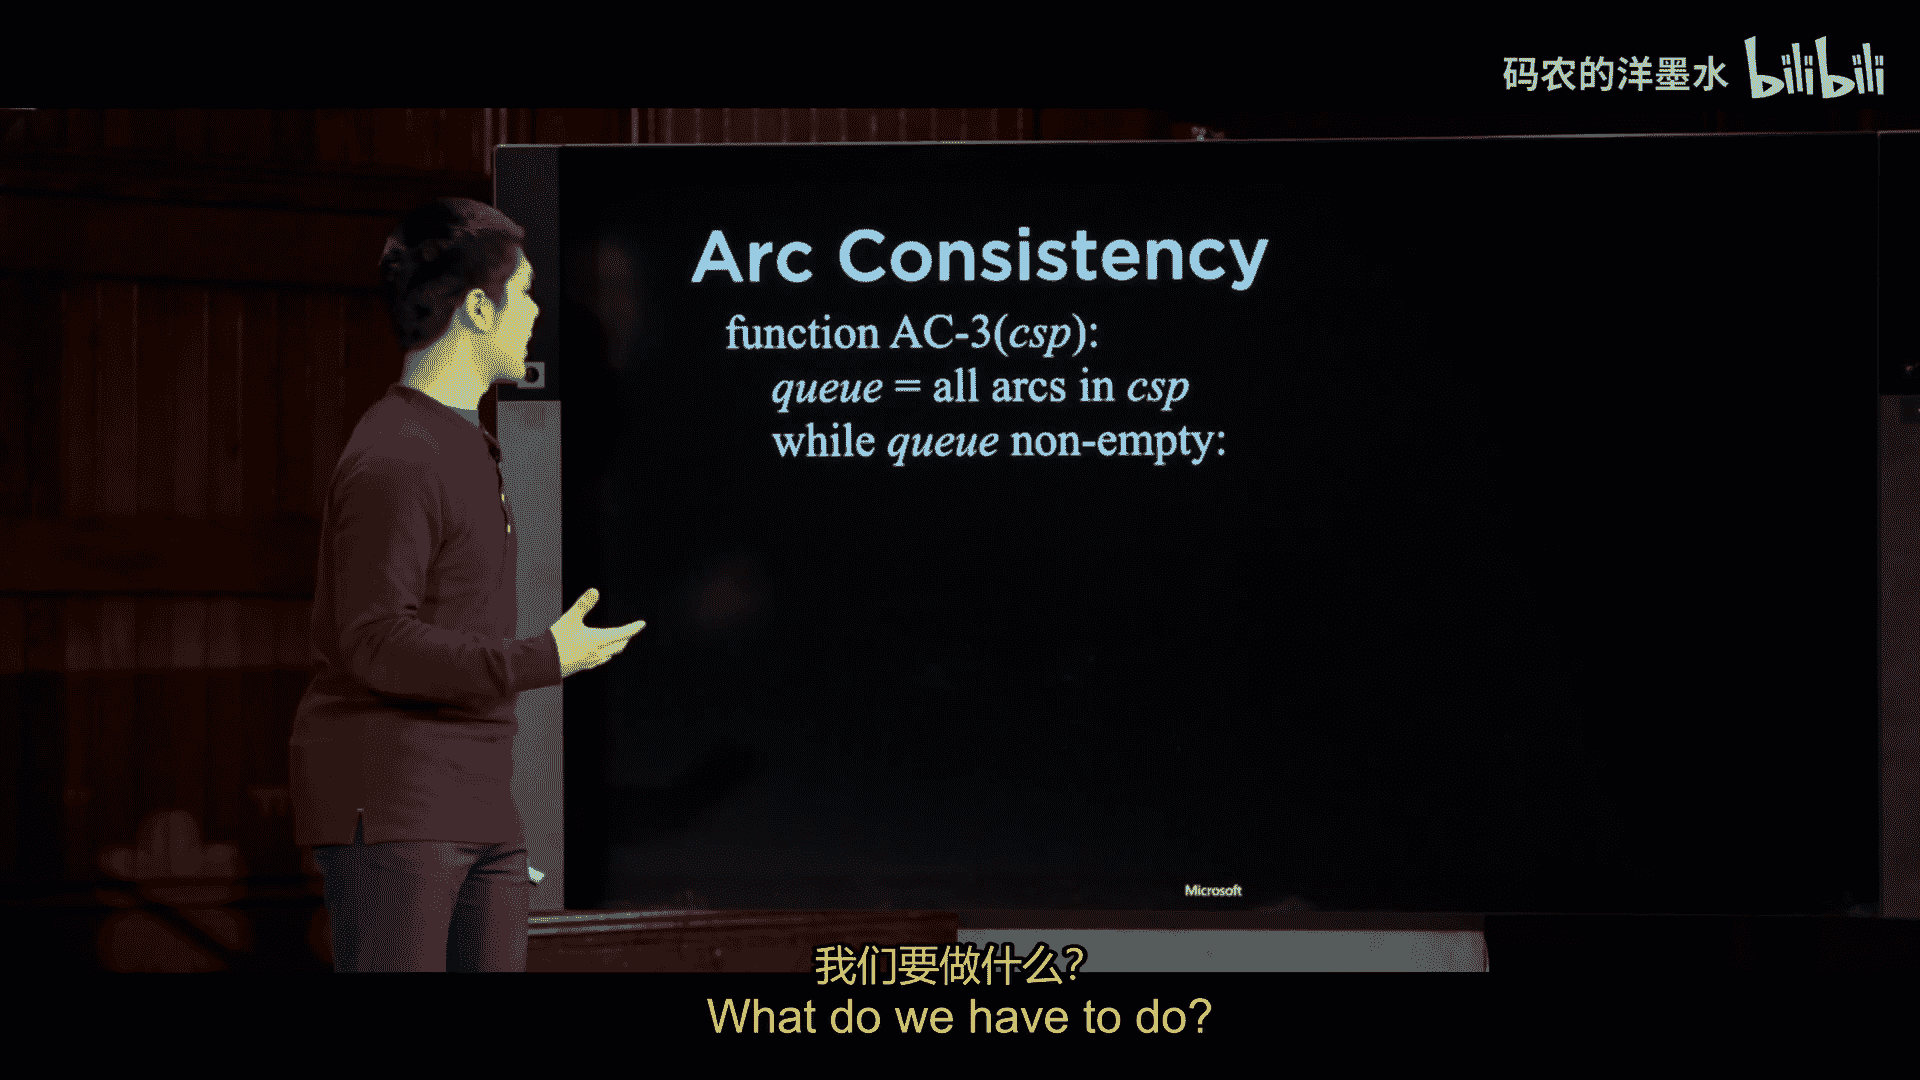 码农的洋墨水 bilibili
Arc Consistency
function AC-3(csp):
queue = all arcs in csp
while queue non-empty:
Microsoft
我们要做什么?
What do we have to do?